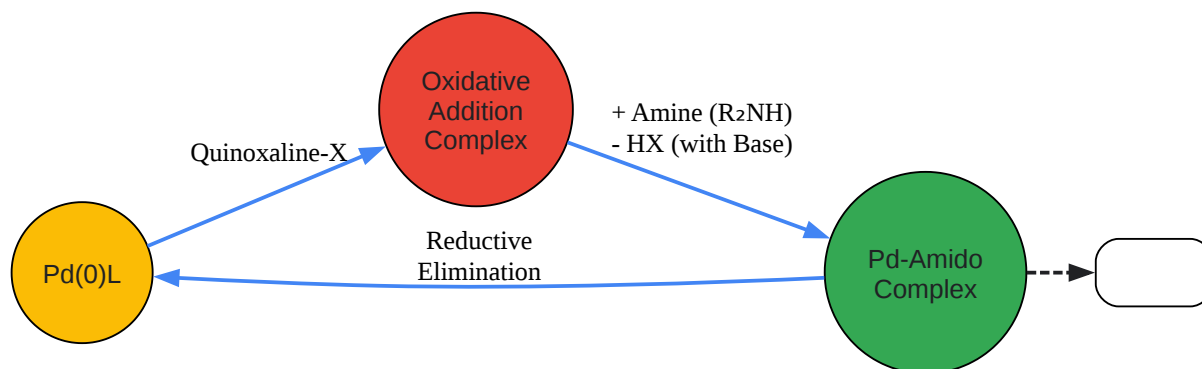 Oxidative
Addition
Complex
+ Amine (R₂NH)
- HX (with Base)
Quinoxaline-X
Reductive
Elimination
Pd(0)L
Pd-Amido
Complex